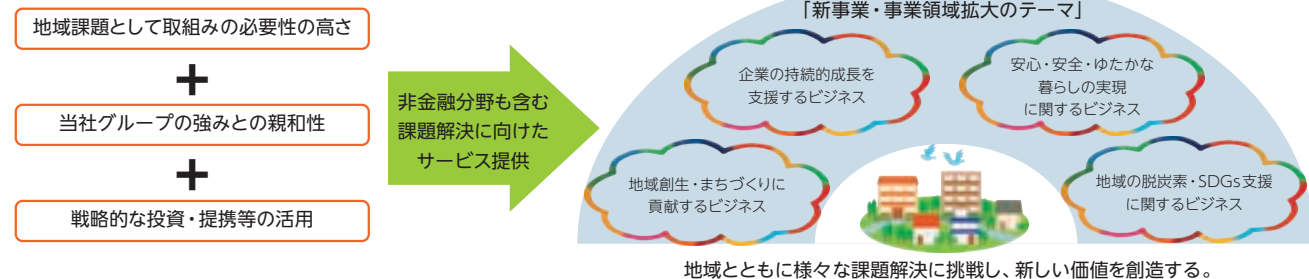 地域課題として取組みの必要性の高さ
+
当社グループの強みとの親和性
+
戦略的な投資・提携等の活用
非金融分野も含む
課題解決に向けた
サービス提供
「新事業・事業領域拡大のテーマ」
企業の持続的成長を
支援するビジネス
安心・安全・ゆたかな
暮らしの実現
に関するビジネス
地域創生・まちづくりに
貢献するビジネス
地域の脱炭素・SDGs支援
に関するビジネス
地域とともに様々な課題解決に挑戦し、新しい価値を創造する。